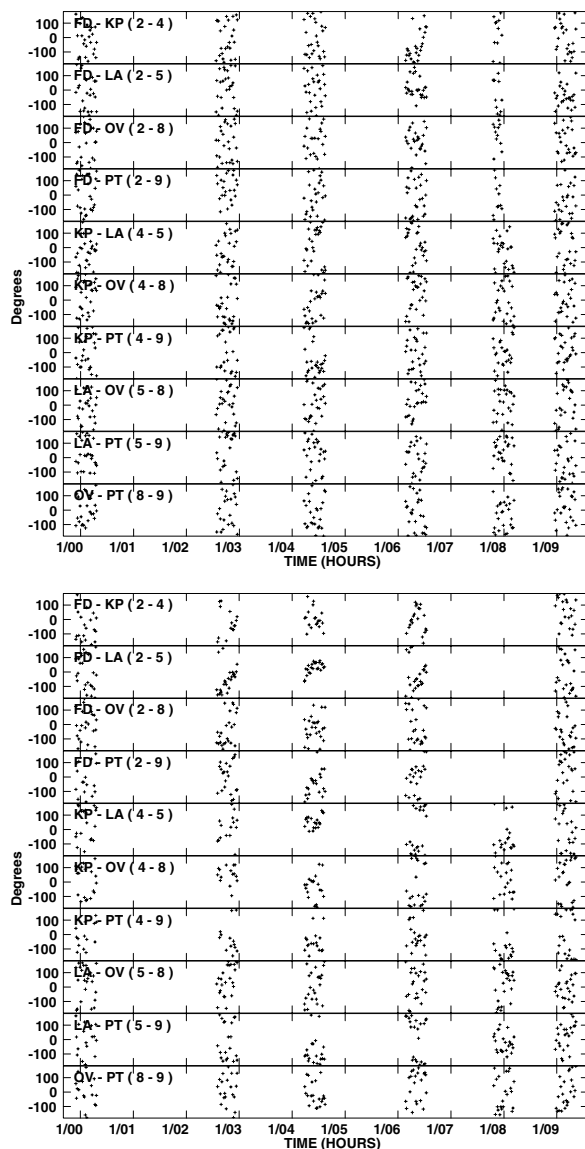 100
0
-100
FD - KP ( 2 - 4 )
100
0
-100
FD - LA ( 2 - 5 )
100
0
-100
FD - OV ( 2 - 8 )
100
0
-100
FD - PT ( 2 - 9 )
100
0
-100
KP - LA ( 4 - 5 )
100
0
-100
KP - OV ( 4 - 8 )
100
0
-100
KP - PT ( 4 - 9 )
100
0
-100
LA - OV ( 5 - 8 )
100
0
-100
LA - PT ( 5 - 9 )
100
0
-100
OV - PT ( 8 - 9 )
Degrees
1/00 1/01 1/02 1/03 1/04 1/05 1/06 1/07 1/08 1/09
TIME (HOURS)
100
0
-100
FD - KP ( 2 - 4 )
100
0
-100
FD - LA ( 2 - 5 )
100
0
-100
FD - OV ( 2 - 8 )
100
0
-100
FD - PT ( 2 - 9 )
100
0
-100
KP - LA ( 4 - 5 )
100
0
-100
KP - OV ( 4 - 8 )
100
0
-100
KP - PT ( 4 - 9 )
100
0
-100
LA - OV ( 5 - 8 )
100
0
-100
LA - PT ( 5 - 9 )
100
0
-100
OV - PT ( 8 - 9 )
Degrees
1/00 1/01 1/02 1/03 1/04 1/05 1/06 1/07 1/08 1/09
TIME (HOURS)